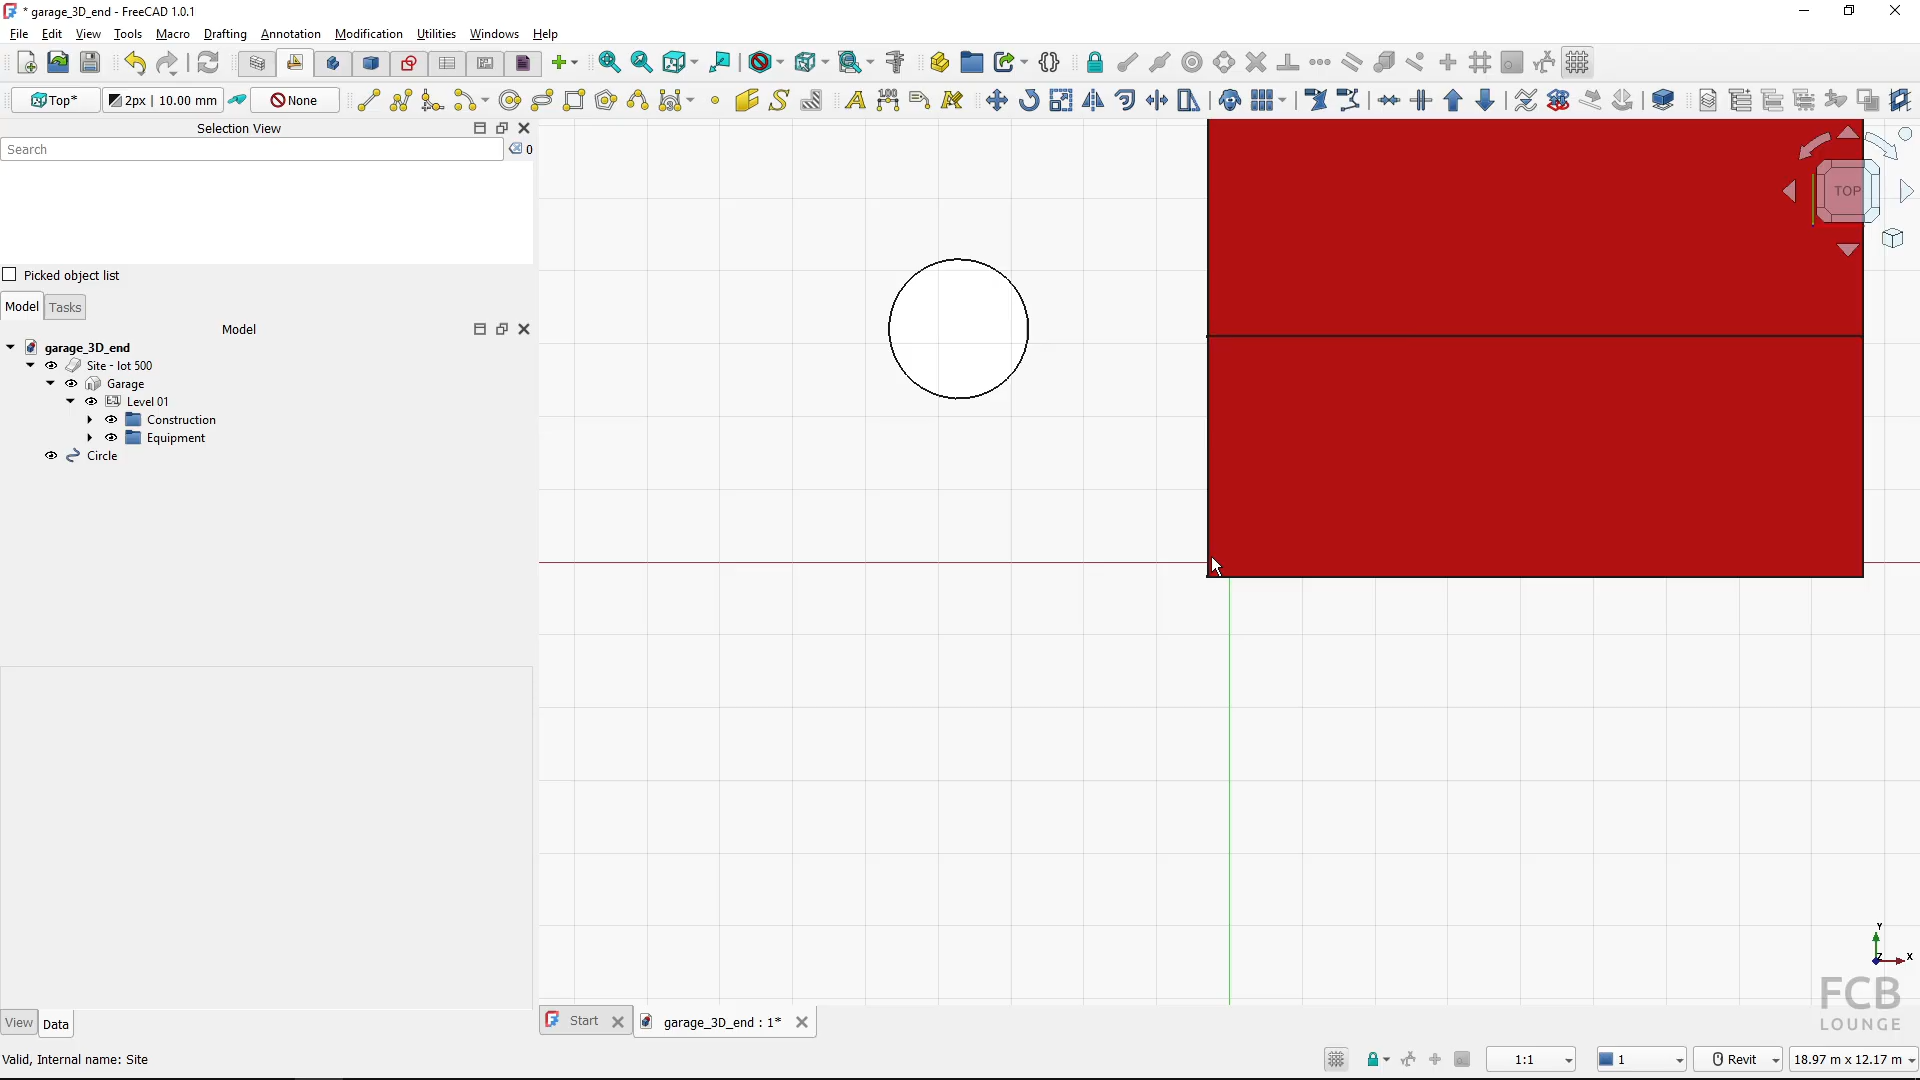 * garage_3D_end - FreeCAD 1.0.1
File Edit View Tools Macro Drafting Annotation Modification Utilities Windows Help
Top* 2px | 10.00 mm None
Selection View
Search 0
Picked object list
Model Tasks
Model
garage_3D_end
Site - lot 500
Garage
Level 01
Construction
Equipment
Circle
TOP
Y
Z X
FCB
LOUNGE
View Data
Start garage_3D_end : 1*
Valid, Internal name: Site 1:1 1 Revit 18.97 m x 12.17 m